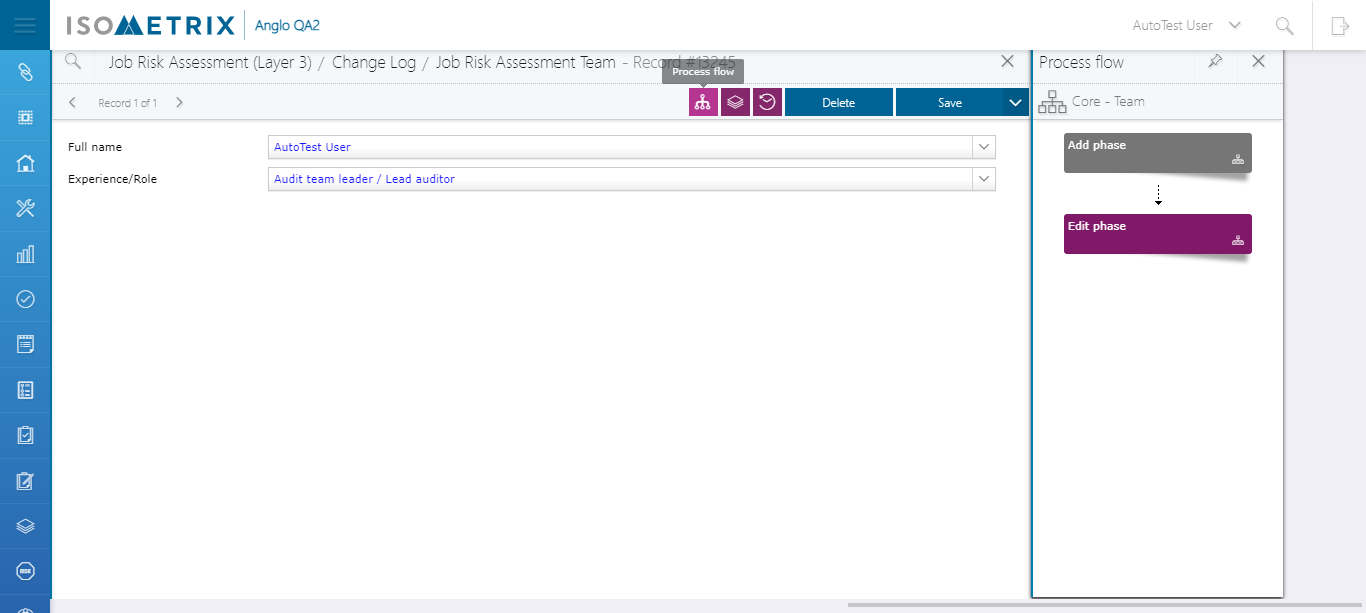 ISOMETRIX Anglo QA2 AutoTest User
Job Risk Assessment (Layer 3) / Change Log / Job Risk Assessment Team - Record #13245
Process flow
Process flow
Record 1 of 1
Delete
Save
Core - Team
Full name
AutoTest User
Experience/Role
Audit team leader / Lead auditor
Add phase
Edit phase
RISK